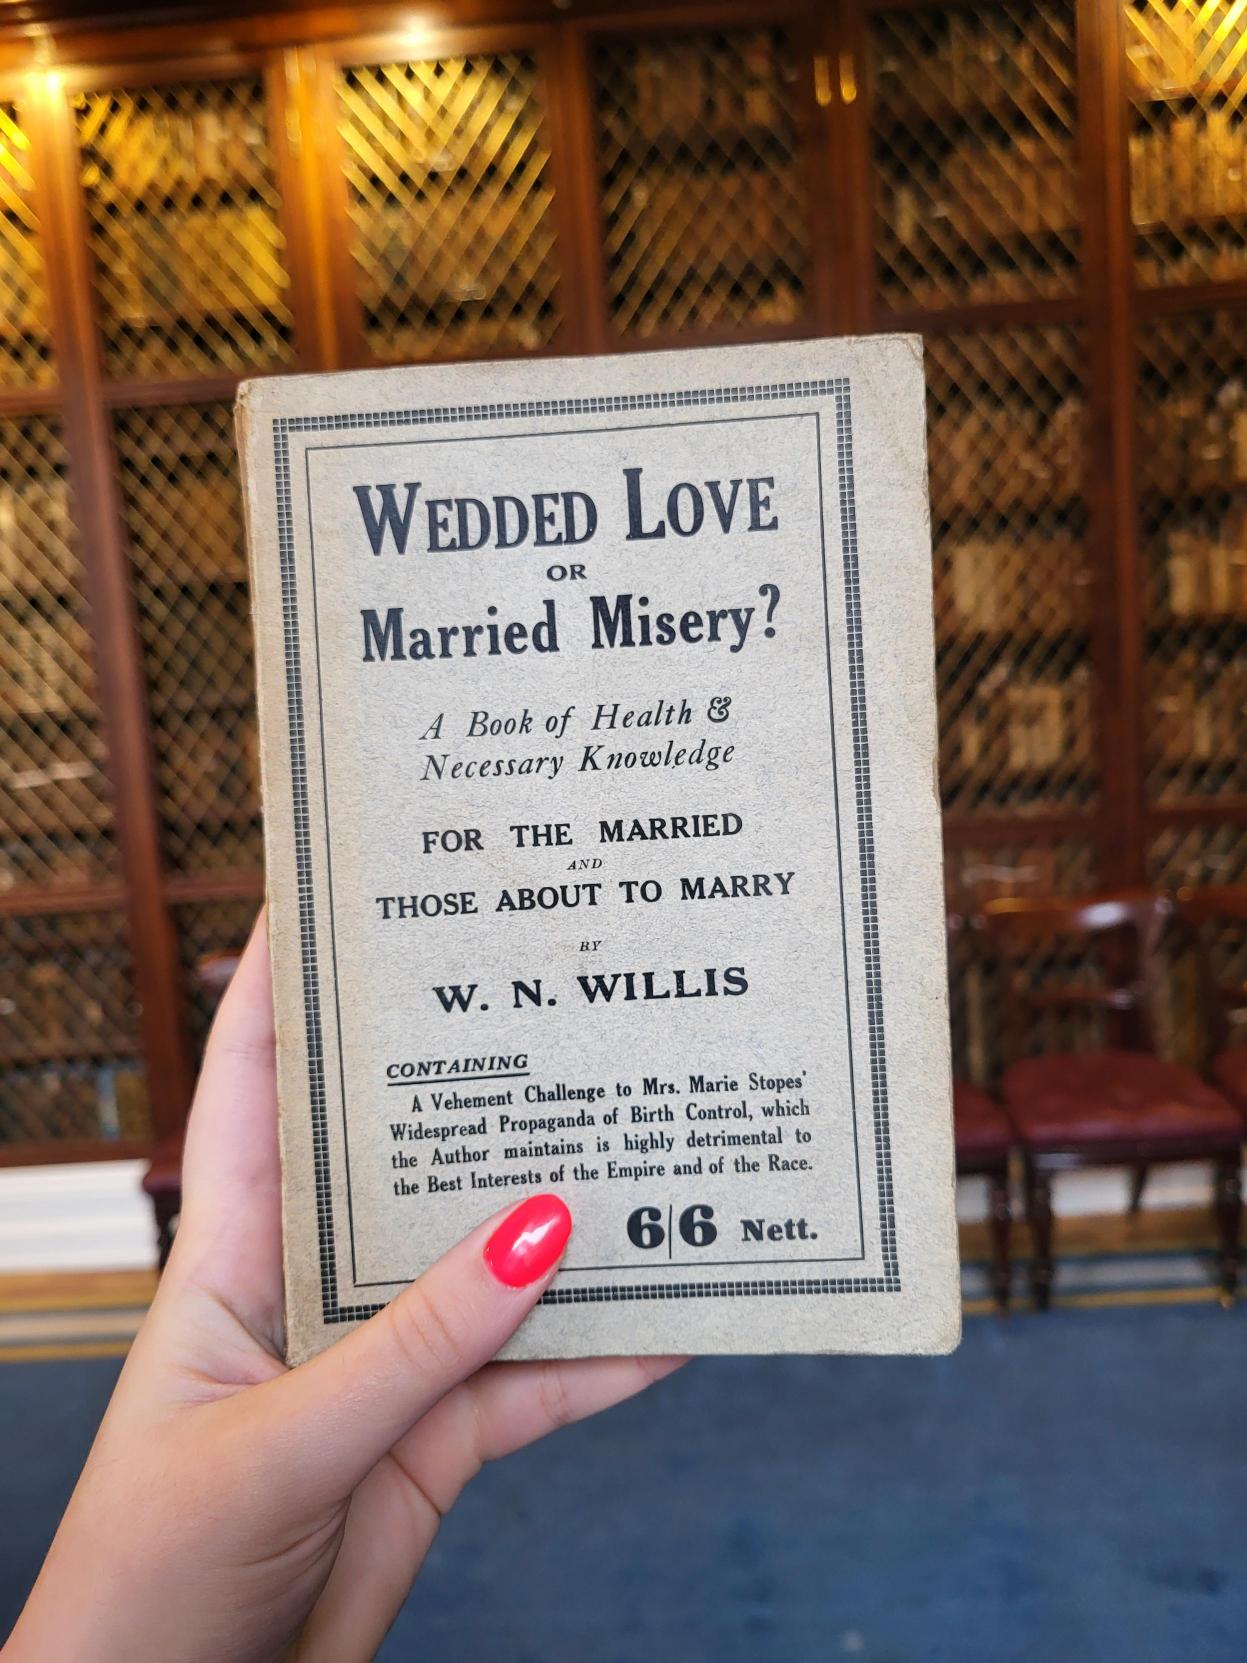 WEDDED LOVE
OR
Married Misery?
A Book of Health &
Necessary Knowledge
FOR THE MARRIED
AND
THOSE ABOUT TO MARRY
BY
W. N. WILLIS
CONTAINING
A Vehement Challenge to Mrs. Marie Stopes'
Widespread Propaganda of Birth Control, which
the Author maintains is highly detrimental to
the Best Interests of the Empire and of the Race.
6|6 Nett.